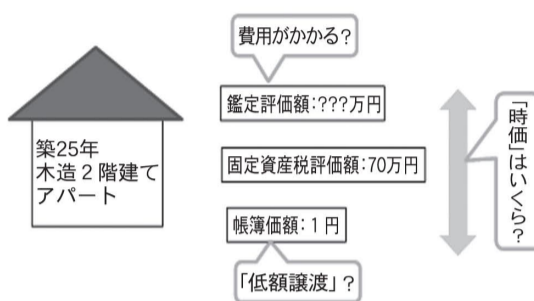 費用がかかる?
鑑定評価額:???万円
築25年
木造2階建て
アパート
固定資産税評価額:70万円
帳簿価額:1円
「低額譲渡」?
「時価」はいくら?